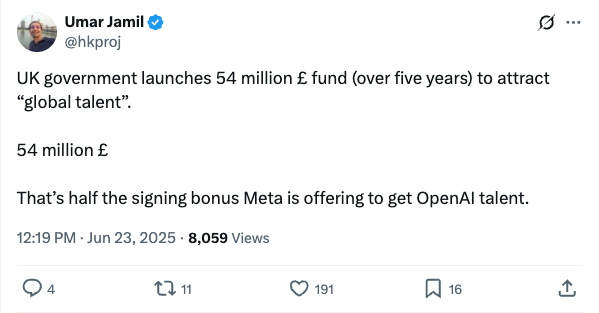 Umar Jamil
@hkproj
UK government launches 54 million £ fund (over five years) to attract
“global talent”.
54 million £
That’s half the signing bonus Meta is offering to get OpenAI talent.
12:19 PM · Jun 23, 2025 · 8,059 Views
4 11 191 16